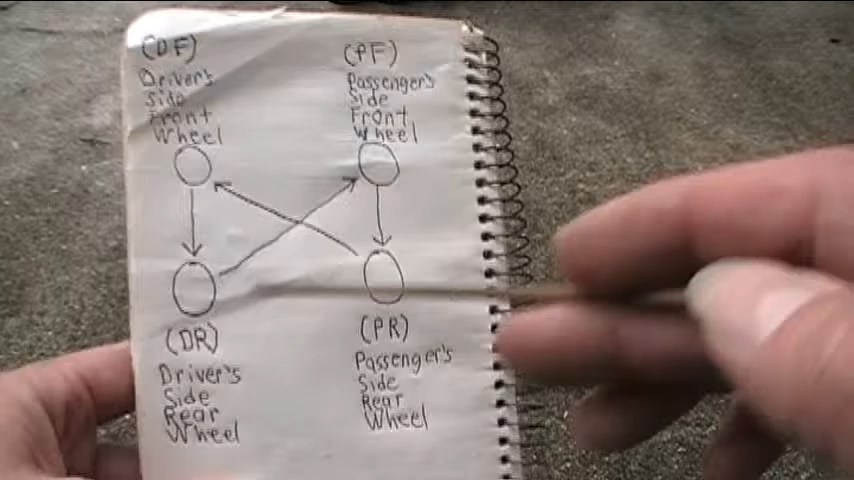 (DF)
Driver's
Side
Front
Wheel
(PF)
Passenger's
Side
Front
Wheel
(DR)
Driver's
Side
Rear
Wheel
(PR)
Passenger's
Side
Rear
Wheel